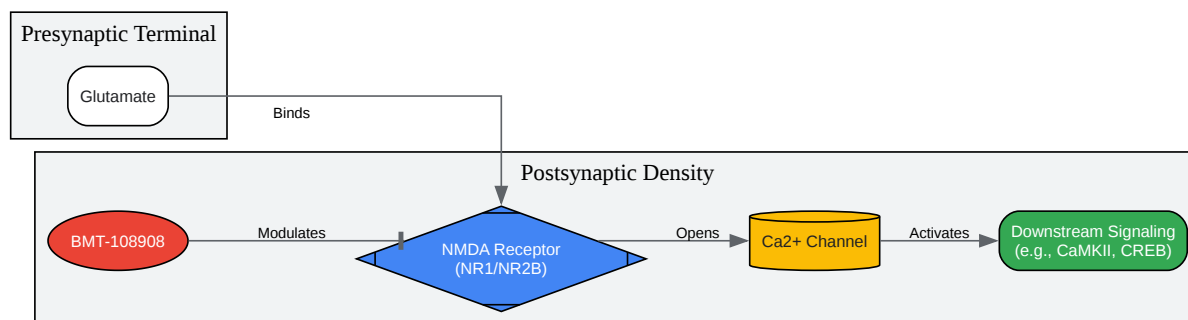 Presynaptic Terminal
Glutamate
Binds
Postsynaptic Density
BMT-108908
Modulates
NMDA Receptor
(NR1/NR2B)
Opens
Ca2+ Channel
Activates
Downstream Signaling
(e.g., CaMKII, CREB)